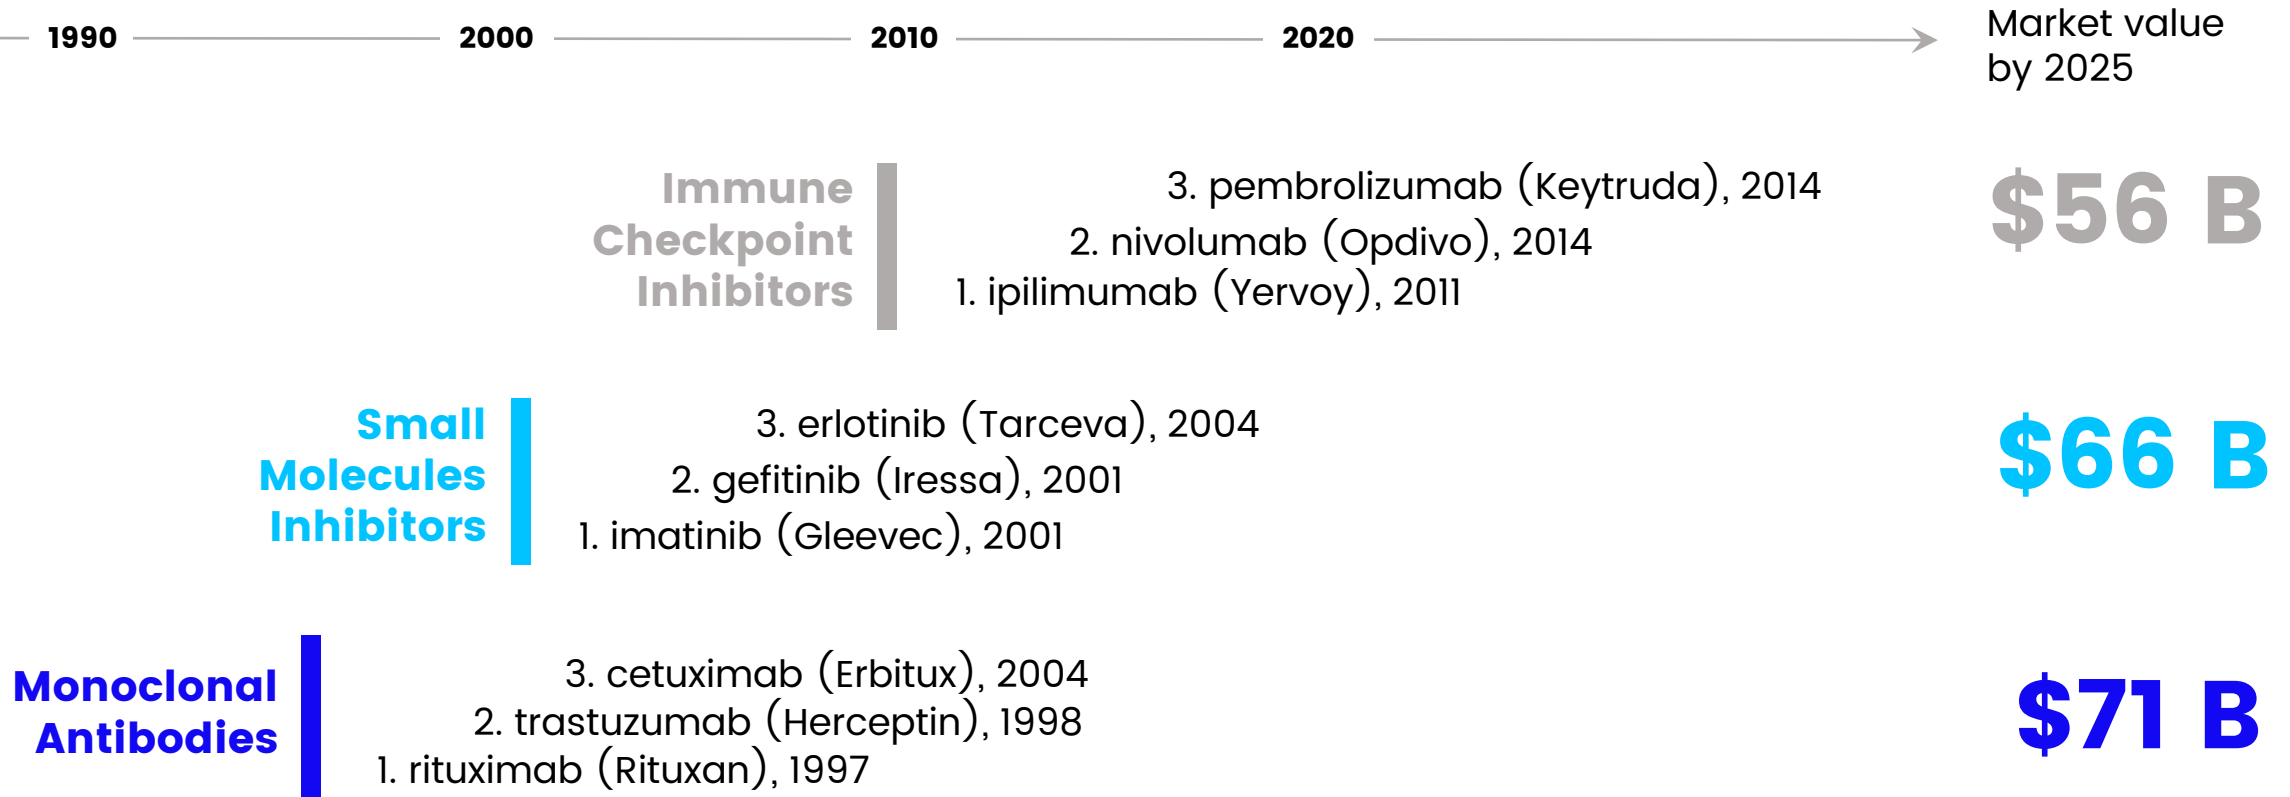 1990 2000 2010 2020
Market value
by 2025
Immune
Checkpoint
Inhibitors
3. pembrolizumab (Keytruda), 2014
2. nivolumab (Opdivo), 2014
1. ipilimumab (Yervoy), 2011
$56 B
Small
Molecules
Inhibitors
3. erlotinib (Tarceva), 2004
2. gefitinib (Iressa), 2001
1. imatinib (Gleevec), 2001
$66 B
Monoclonal
Antibodies
3. cetuximab (Erbitux), 2004
2. trastuzumab (Herceptin), 1998
1. rituximab (Rituxan), 1997
$71 B